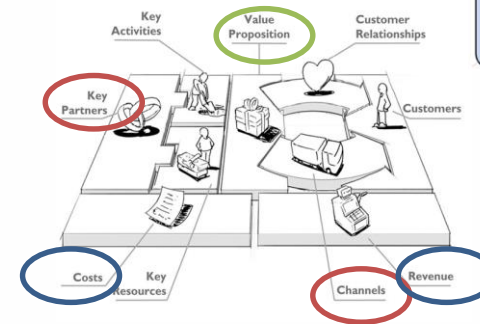 Key
Activities
Value
Proposition
Customer
Relationships
Key
Partners
Customers
Costs
Key
Resources
Channels
Revenue